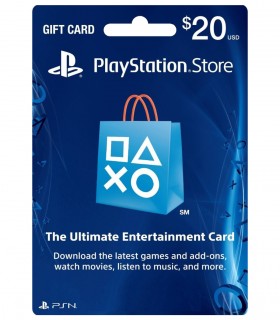 GIFT CARD
$20 USD
PlayStation Store
SM
The Ultimate Entertainment Card
Download the latest games and add-ons,
watch movies, listen to music, and more.
PSN